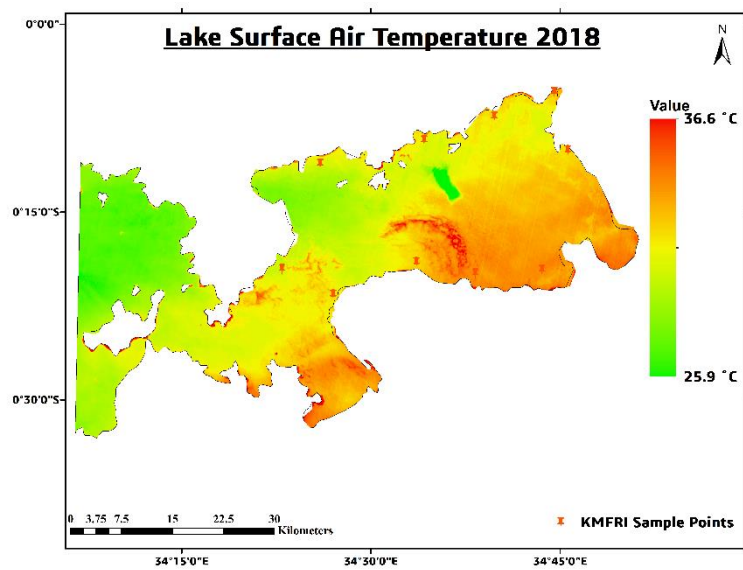 0°0'0"
Lake Surface Air Temperature 2018
N
Value
36.6 °C
0°15'0"S
25.9 °C
0°30'0"S
0 3.75 7.5 15 22.5 30
Kilometers
KMFRI Sample Points
34°15'0"E 34°30'0"E 34°45'0"E